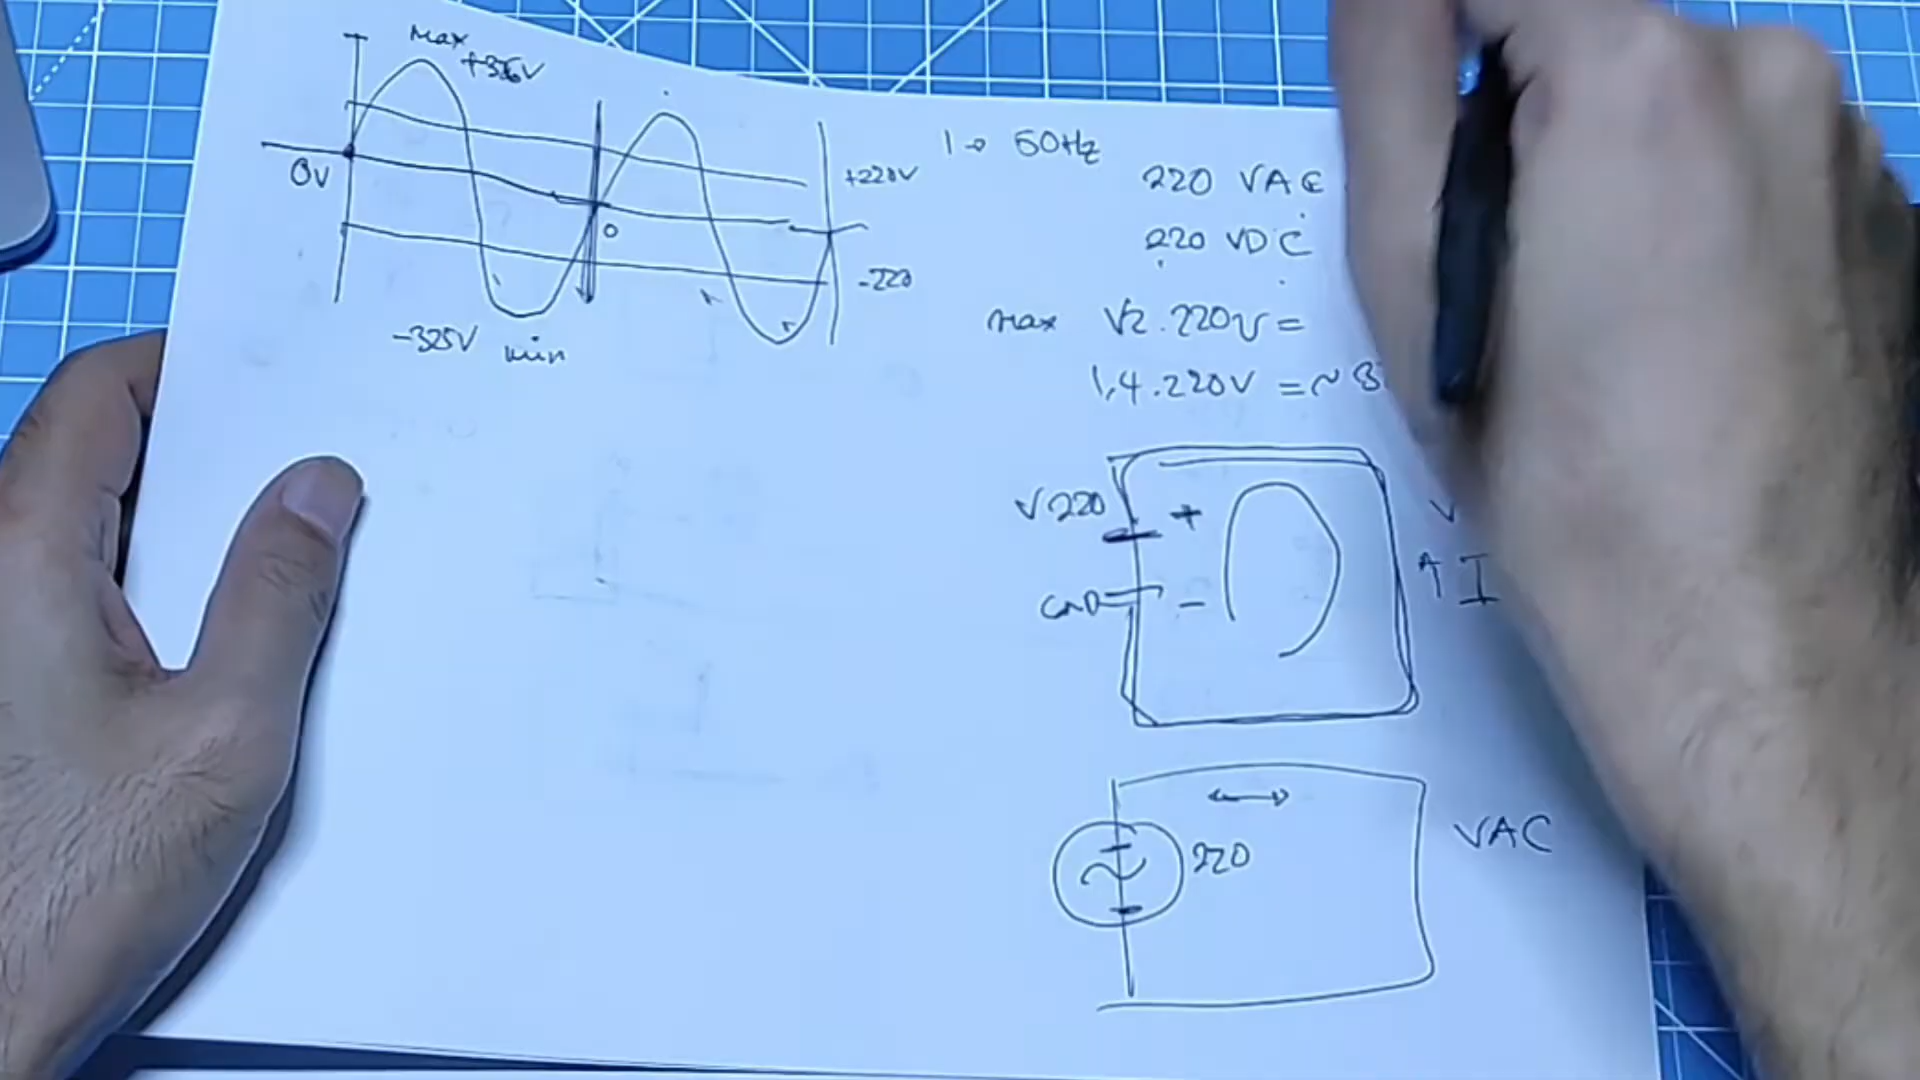 max
0v
+220V
0
-220
-325V min
1 → 50Hz
220 VAC
220 VDC
max √2.220V=
1,4.220V =~
V220 +
GND -
↑ I
↔
220
VAC